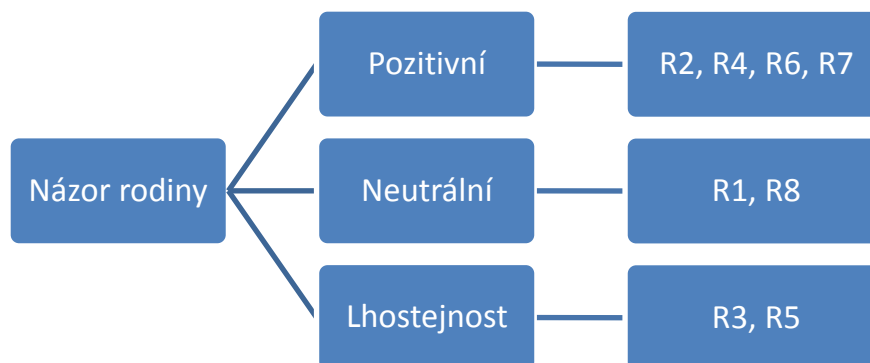 Názor rodiny
Pozitivní
R2, R4, R6, R7
Neutrální
R1, R8
Lhostejnost
R3, R5